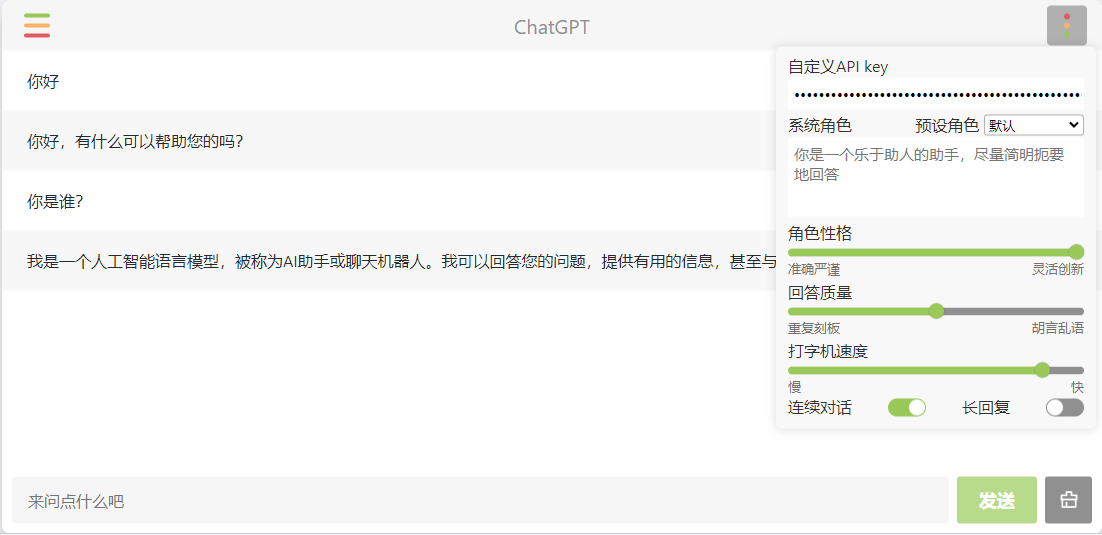 ChatGPT
你好
你好，有什么可以帮助您的吗？
你是谁？
我是一个人工智能语言模型，被称为AI助手或聊天机器人。我可以回答您的问题，提供有用的信息，甚至与
自定义API key
系统角色 预设角色 默认
你是一个乐于助人的助手，尽量简明扼要
地回答
角色性格
准确严谨 灵活创新
回答质量
重复刻板 胡言乱语
打字机速度
慢 快
连续对话 长回复
来问点什么吧 发送